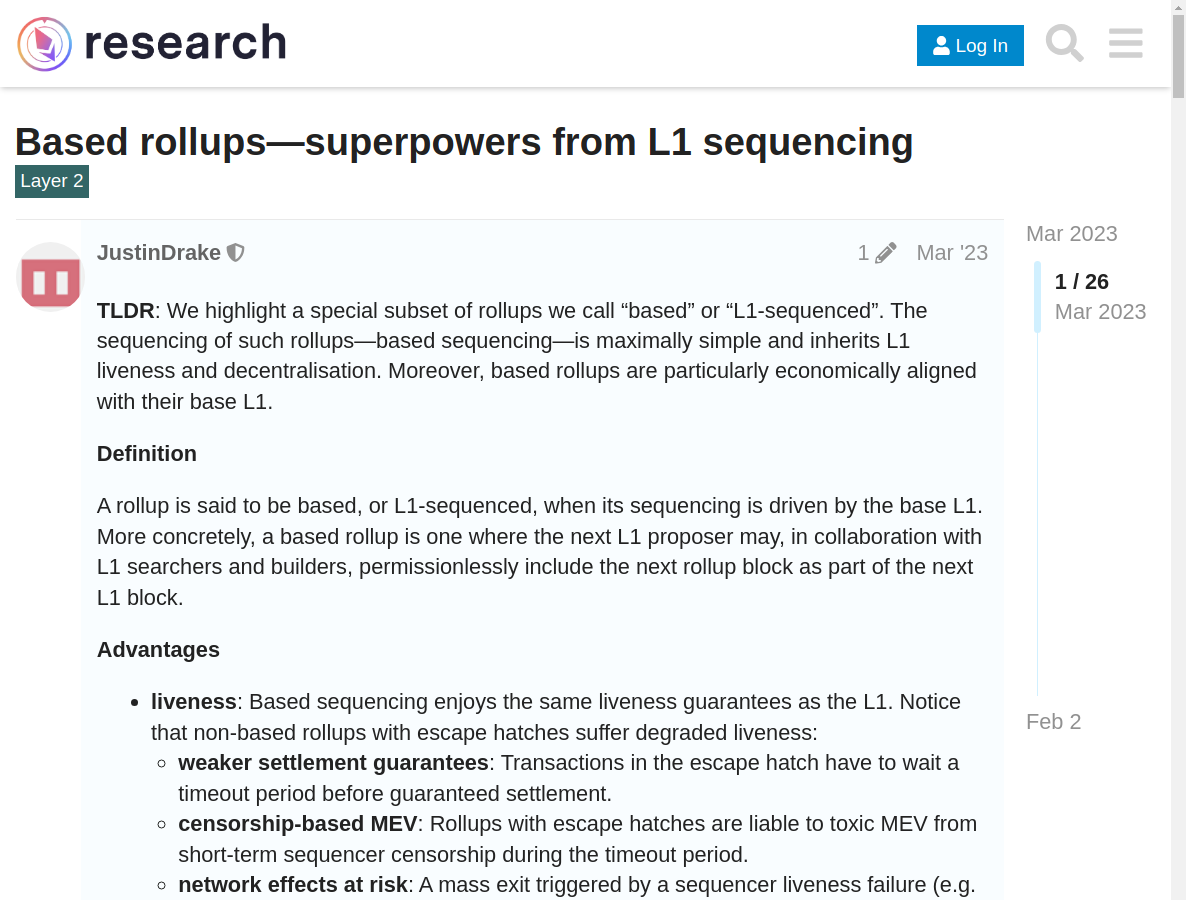 research
Log In
Based rollups—superpowers from L1 sequencing
Layer 2
JustinDrake
1
Mar '23
TLDR: We highlight a special subset of rollups we call “based” or “L1-sequenced”. The
sequencing of such rollups—based sequencing—is maximally simple and inherits L1
liveness and decentralisation. Moreover, based rollups are particularly economically aligned
with their base L1.
Definition
A rollup is said to be based, or L1-sequenced, when its sequencing is driven by the base L1.
More concretely, a based rollup is one where the next L1 proposer may, in collaboration with
L1 searchers and builders, permissionlessly include the next rollup block as part of the next
L1 block.
Advantages
• liveness: Based sequencing enjoys the same liveness guarantees as the L1. Notice
that non-based rollups with escape hatches suffer degraded liveness:
◦ weaker settlement guarantees: Transactions in the escape hatch have to wait a
timeout period before guaranteed settlement.
◦ censorship-based MEV: Rollups with escape hatches are liable to toxic MEV from
short-term sequencer censorship during the timeout period.
◦ network effects at risk: A mass exit triggered by a sequencer liveness failure (e.g.
Mar 2023
1 / 26
Mar 2023
Feb 2